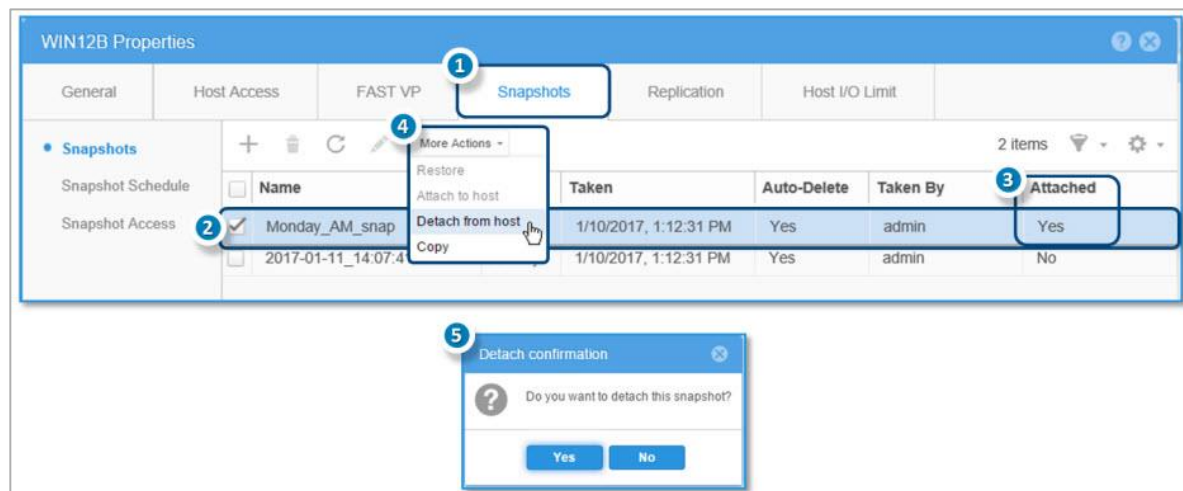 WIN12B Properties
1
General Host Access FAST VP Snapshots Replication Host I/O Limit
4
Snapshots More Actions 2 items
Restore
Snapshot Schedule Name Taken Auto-Delete Taken By 3 Attached
Attach to host
Snapshot Access 2 Monday_AM_snap Detach from host 1/10/2017, 1:12:31 PM Yes admin Yes
Copy
2017-01-11_14:07:4 1/10/2017, 1:12:31 PM Yes admin No
5
Detach confirmation
? Do you want to detach this snapshot?
Yes No